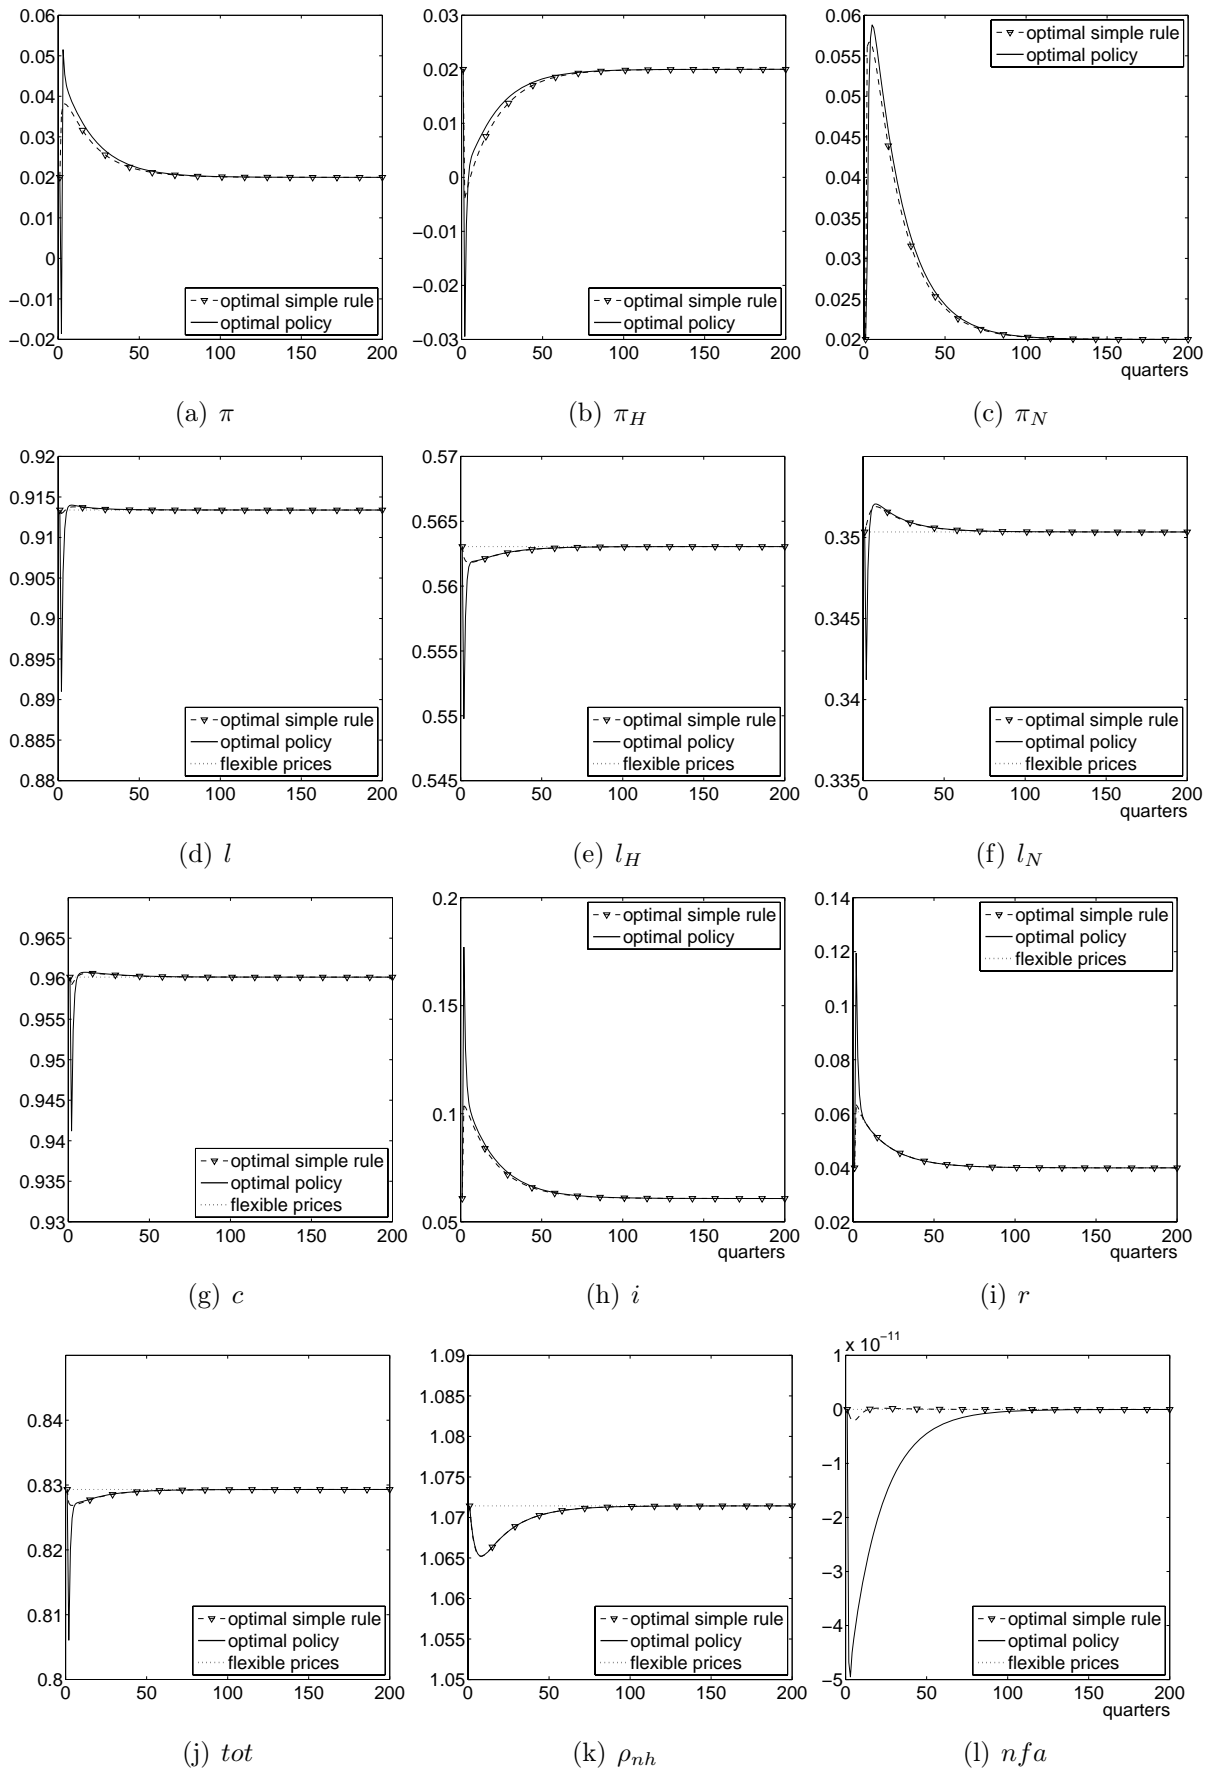 0.06
0.05
0.04
0.03
0.02
0.01
0
−0.01
−0.02
0 50 100 150 200
optimal simple rule
optimal policy
(a) π
0.03
0.02
0.01
0
−0.01
−0.02
−0.03
0 50 100 150 200
optimal simple rule
optimal policy
(b) π_H
0.06
0.055
0.05
0.045
0.04
0.035
0.03
0.025
0.02
0 50 100 150 200
quarters
optimal simple rule
optimal policy
(c) π_N
0.92
0.915
0.91
0.905
0.9
0.895
0.89
0.885
0.88
0 50 100 150 200
optimal simple rule
optimal policy
flexible prices
(d) l
0.57
0.565
0.56
0.555
0.55
0.545
0 50 100 150 200
optimal simple rule
optimal policy
flexible prices
(e) l_H
0.35
0.345
0.34
0.335
0 50 100 150 200
quarters
optimal simple rule
optimal policy
flexible prices
(f) l_N
0.965
0.96
0.955
0.95
0.945
0.94
0.935
0.93
0 50 100 150 200
optimal simple rule
optimal policy
flexible prices
(g) c
0.2
0.15
0.1
0.05
0 50 100 150 200
quarters
optimal simple rule
optimal policy
(h) i
0.14
0.12
0.1
0.08
0.06
0.04
0.02
0 50 100 150 200
quarters
optimal simple rule
optimal policy
flexible prices
(i) r
0.84
0.83
0.82
0.81
0.8
0 50 100 150 200
optimal simple rule
optimal policy
flexible prices
(j) tot
1.09
1.085
1.08
1.075
1.07
1.065
1.06
1.055
1.05
0 50 100 150 200
optimal simple rule
optimal policy
flexible prices
(k) ρ_nh
x 10^−11
1
0
−1
−2
−3
−4
−5
0 50 100 150 200
quarters
optimal simple rule
optimal policy
flexible prices
(l) nfa